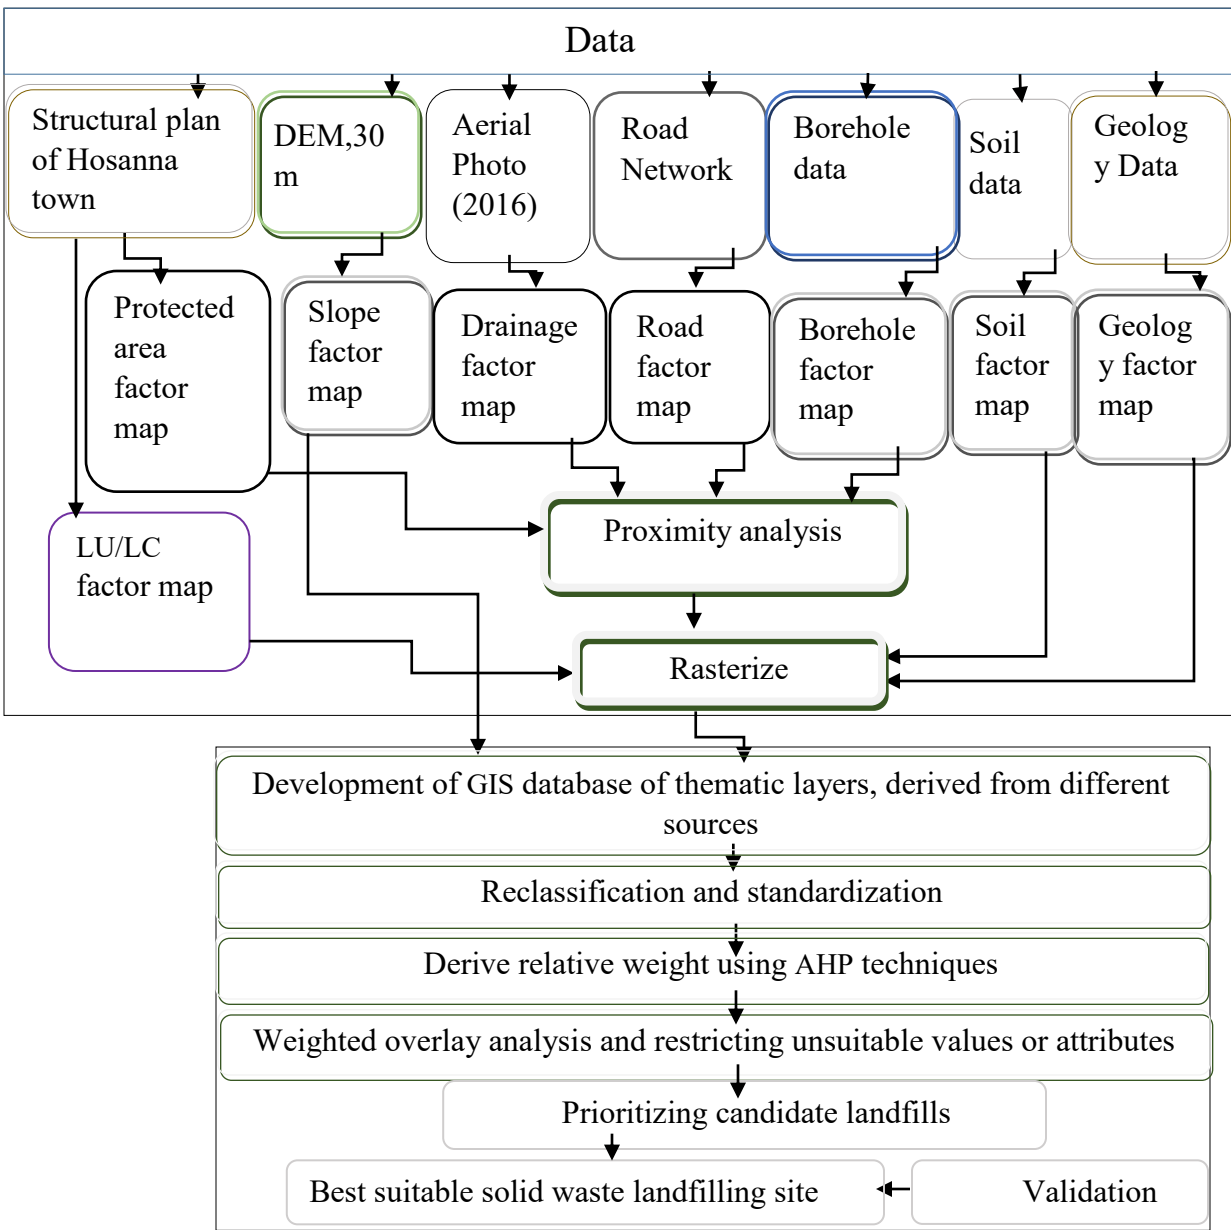 Data
Structural plan
of Hosanna
town
DEM,30
m
Aerial
Photo
(2016)
Road
Network
Borehole
data
Soil
data
Geolog
y Data
Protected
area
factor
map
Slope
factor
map
Drainage
factor
map
Road
factor
map
Borehole
factor
map
Soil
factor
map
Geolog
y factor
map
LU/LC
factor map
Proximity analysis
Rasterize
Development of GIS database of thematic layers, derived from different
sources
Reclassification and standardization
Derive relative weight using AHP techniques
Weighted overlay analysis and restricting unsuitable values or attributes
Prioritizing candidate landfills
Best suitable solid waste landfilling site
Validation